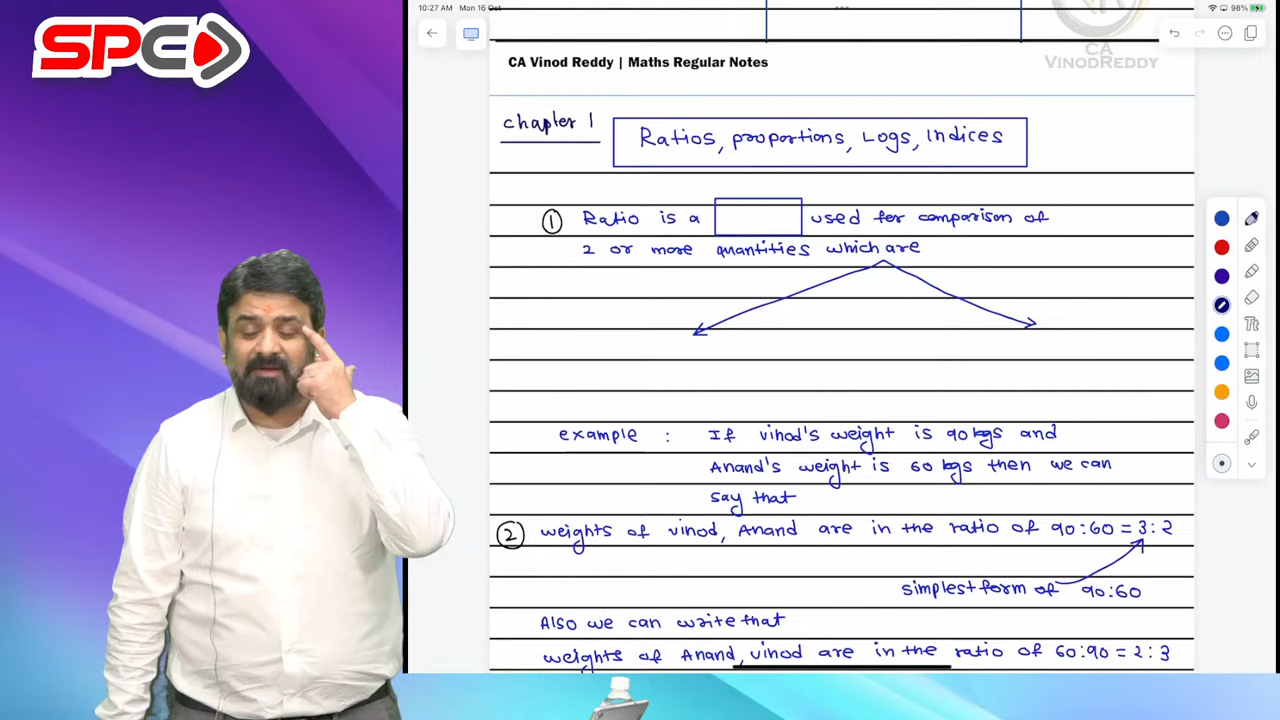 10:27 AM Mon 16 Oct
98%
SPC
CA
VINODREDDY
CA Vinod Reddy | Maths Regular Notes
chapter 1
Ratios, proportions, Logs, Indices
① Ratio is a used for comparison of
2 or more quantities which are
example : If vinod's weight is 90 kgs and
Anand's weight is 60 kgs then we can
say that
② weights of vinod, Anand are in the ratio of 90:60 = 3:2
simplest form of 90:60
Also we can write that
weights of Anand, vinod are in the ratio of 60:90 = 2:3
Tt